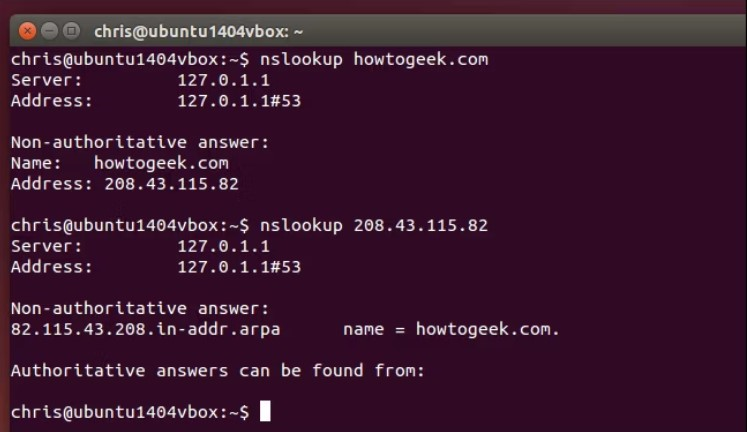 chris@ubuntu1404vbox: ~
chris@ubuntu1404vbox:~$ nslookup howtogeek.com
Server:         127.0.1.1
Address:        127.0.1.1#53
Non-authoritative answer:
Name:   howtogeek.com
Address: 208.43.115.82
chris@ubuntu1404vbox:~$ nslookup 208.43.115.82
Server:         127.0.1.1
Address:        127.0.1.1#53
Non-authoritative answer:
82.115.43.208.in-addr.arpa      name = howtogeek.com.
Authoritative answers can be found from:
chris@ubuntu1404vbox:~$